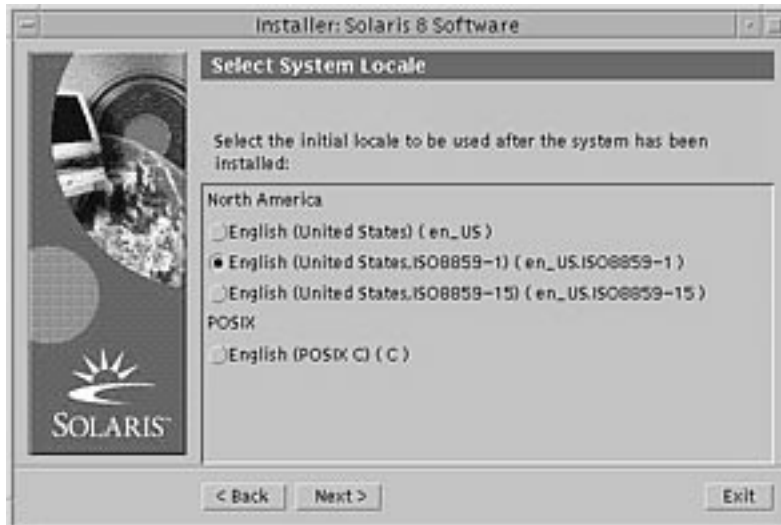 Installer: Solaris 8 Software
Select System Locale
Select the initial locale to be used after the system has been
installed:
North America
English (United States) ( en_US )
English (United States,ISO8859-1) ( en_US.ISO8859-1 )
English (United States,ISO8859-15) ( en_US.ISO8859-15 )
POSIX
English (POSIX C) ( C )
SOLARIS™
< Back
Next >
Exit